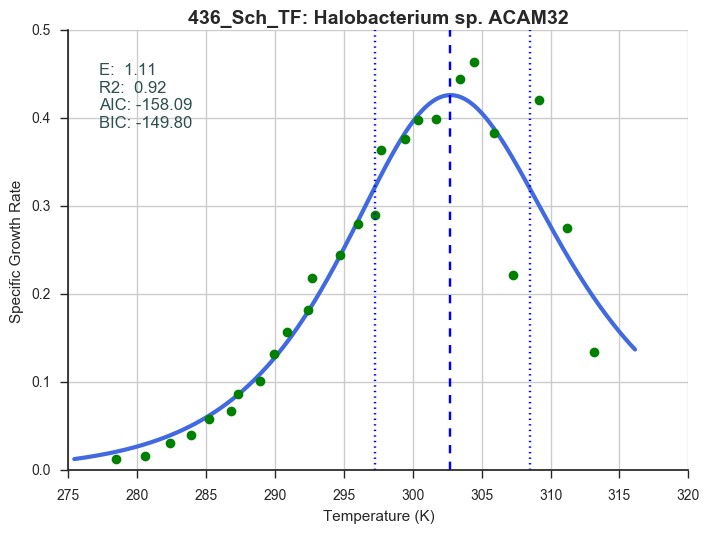 436_Sch_TF: Halobacterium sp. ACAM32
E: 1.11
R2: 0.92
AIC: -158.09
BIC: -149.80
Specific Growth Rate
0.5
0.4
0.3
0.2
0.1
0.0
275 280 285 290 295 300 305 310 315 320
Temperature (K)